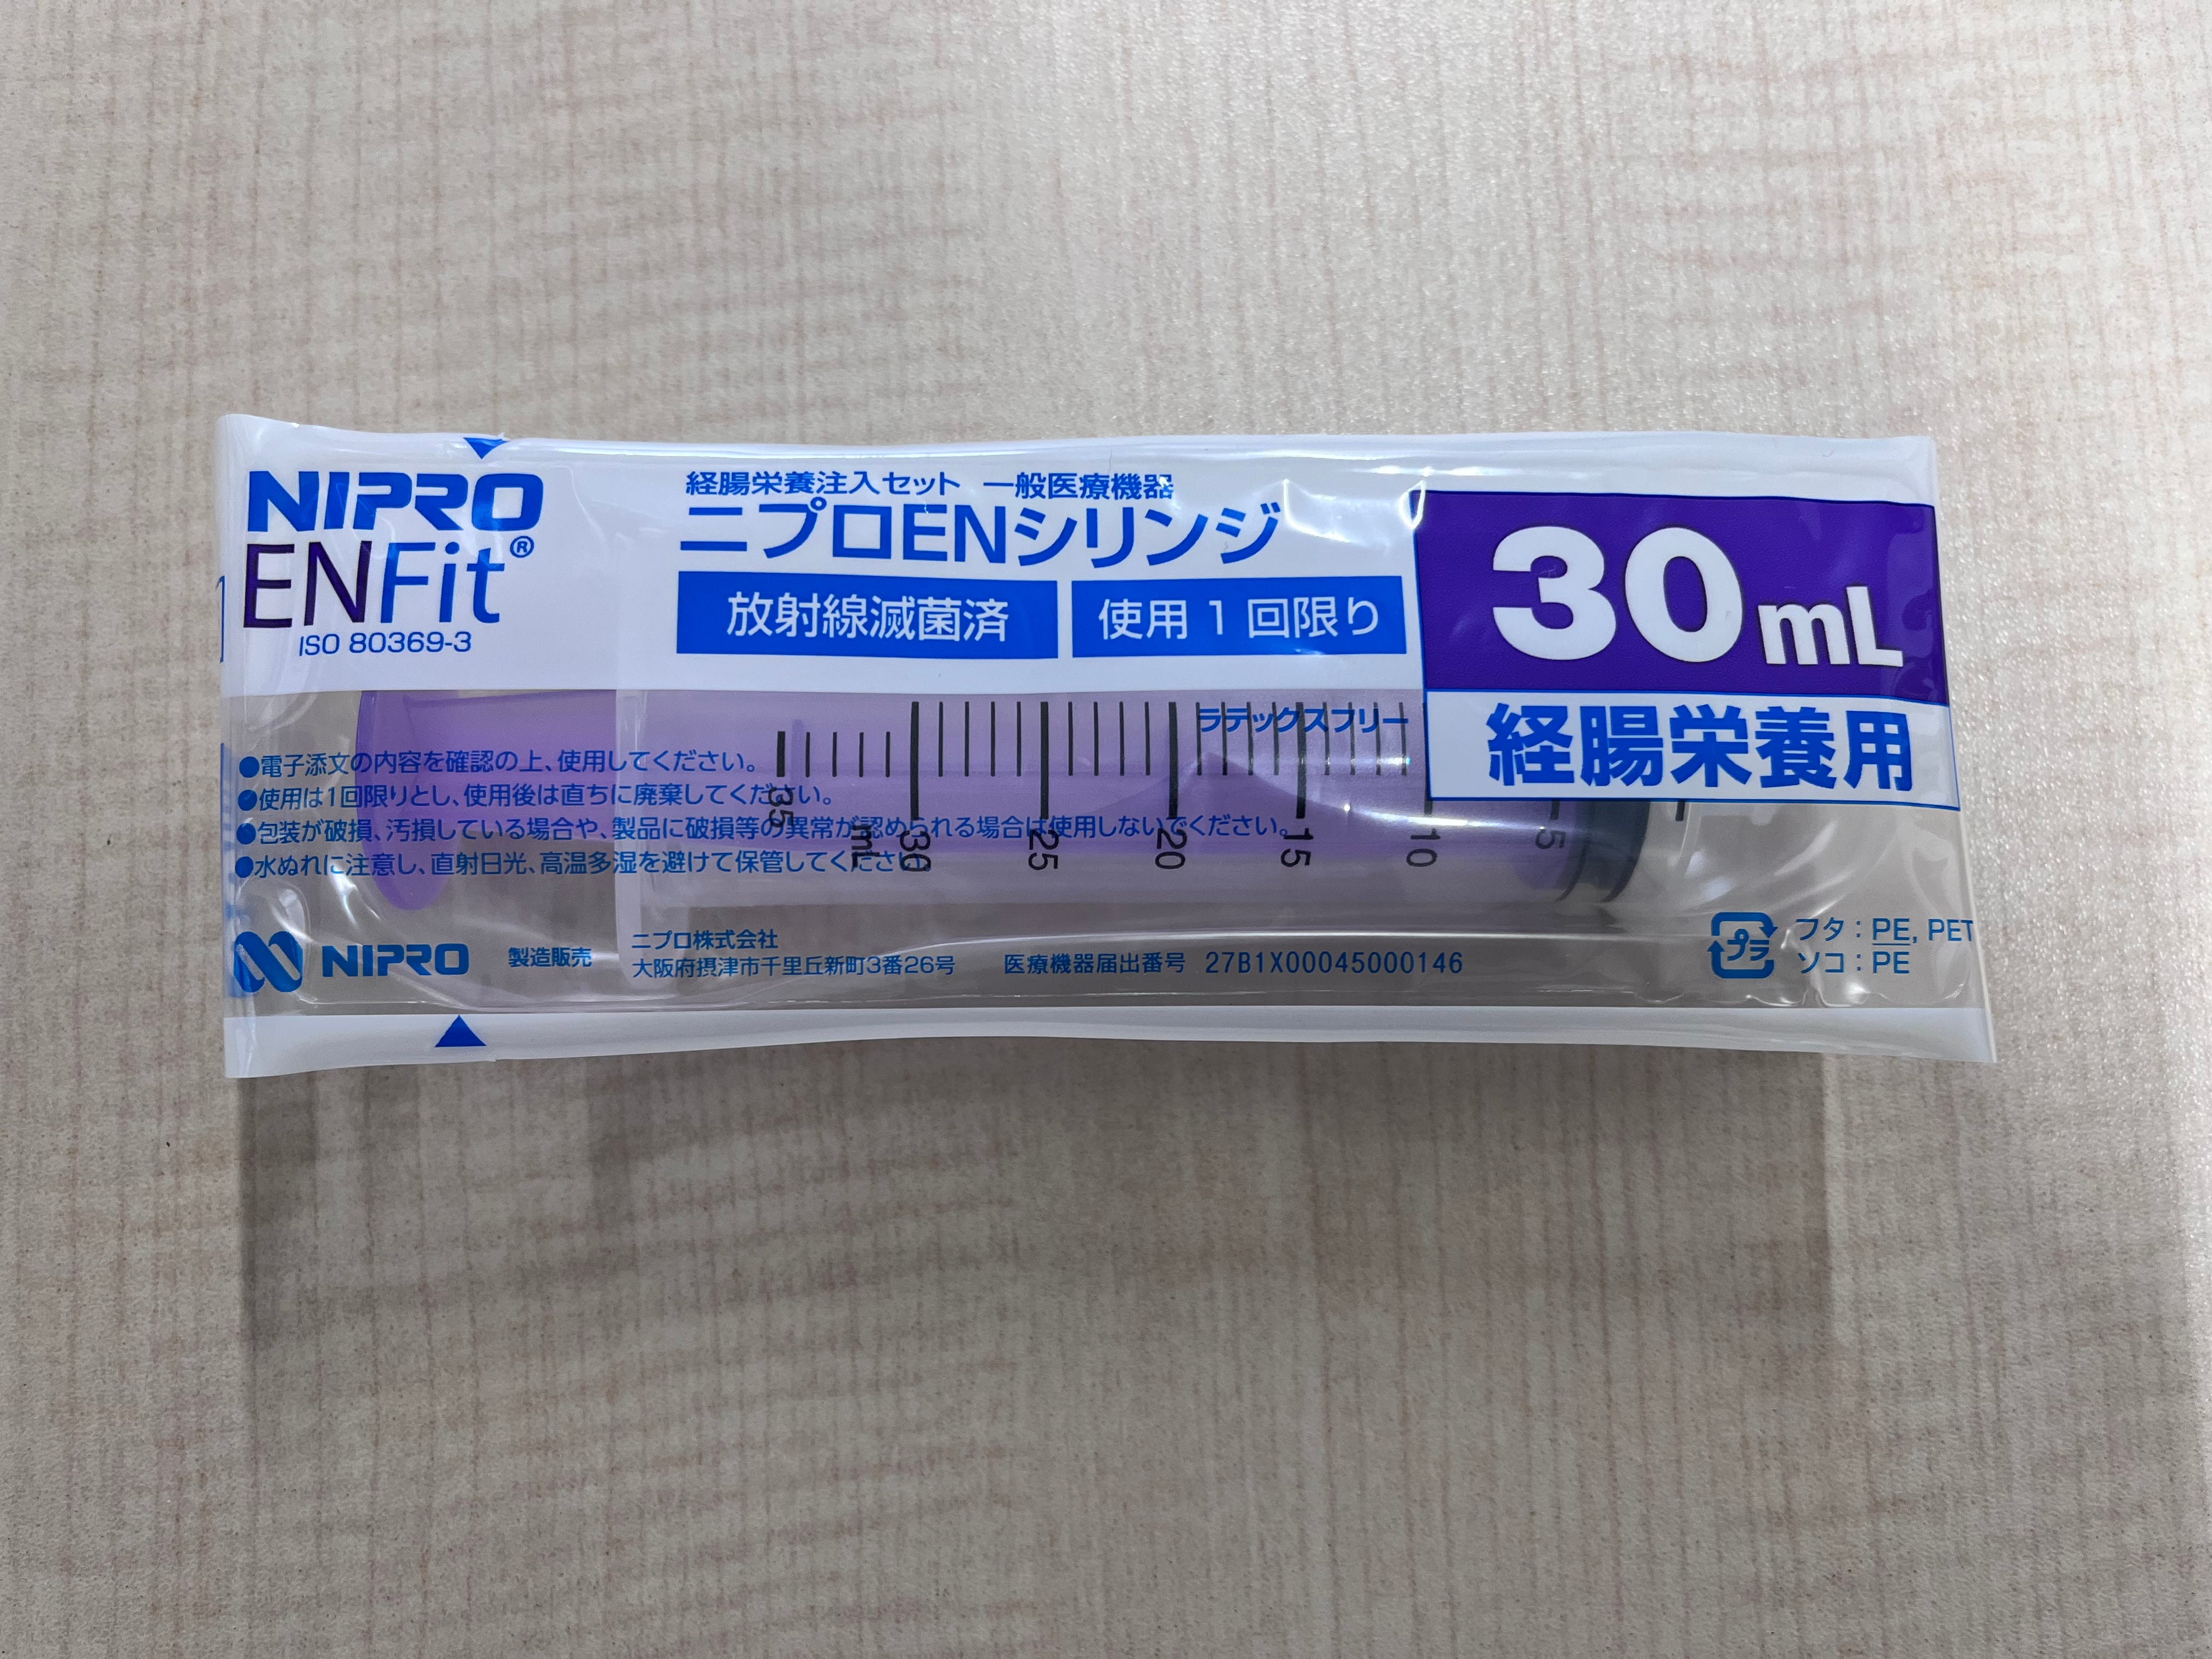 NIPRO
ENFit®
ISO 80369-3
経腸栄養注入セット 一般医療機器
ニプロENシリンジ
放射線滅菌済
使用1回限り
30mL
経腸栄養用
ラテックスフリー
●電子添文の内容を確認の上、使用してください。
●使用は1回限りとし、使用後は直ちに廃棄してください。
●包装が破損、汚損している場合や、製品に破損等の異常が認められる場合は使用しないでください。
●水ぬれに注意し、直射日光、高温多湿を避けて保管してください
35
mL
30
25
20
15
10
5
NIPRO
製造販売
ニプロ株式会社
大阪府摂津市千里丘新町3番26号
医療機器届出番号 27B1X00045000146
プラ
フタ：PE, PET
ソコ：PE